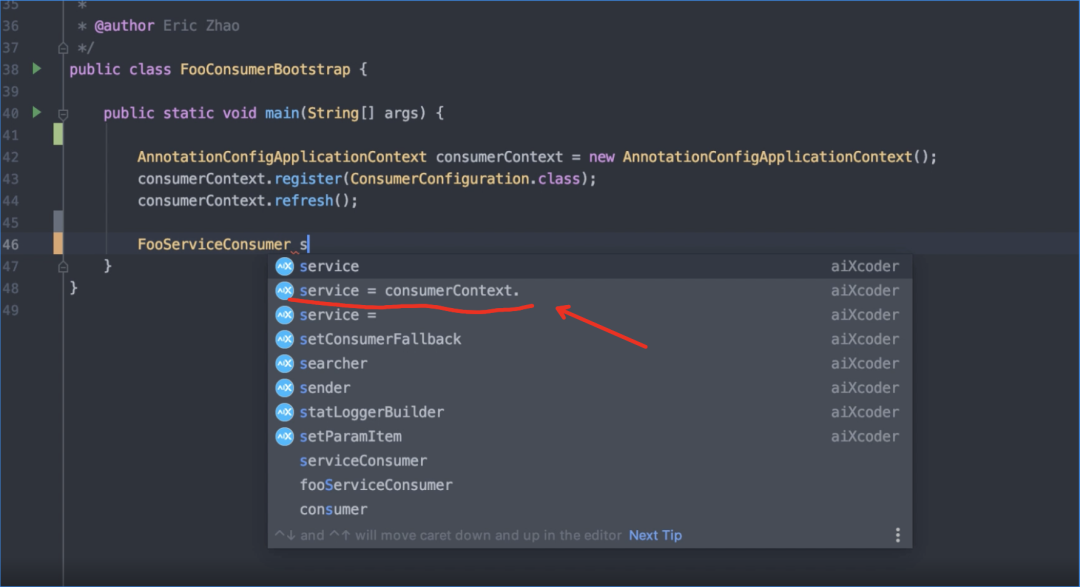 35 *
36 * @author Eric Zhao
37 */
38 public class FooConsumerBootstrap {
39
40 public static void main(String[] args) {
41
42 AnnotationConfigApplicationContext consumerContext = new AnnotationConfigApplicationContext();
43 consumerContext.register(ConsumerConfiguration.class);
44 consumerContext.refresh();
45
46 FooServiceConsumer s
47 }
48 }
49
service aiXcoder
service = consumerContext. aiXcoder
service = aiXcoder
setConsumerFallback aiXcoder
searcher aiXcoder
sender aiXcoder
statLoggerBuilder aiXcoder
setParamItem aiXcoder
serviceConsumer
fooServiceConsumer
consumer
^↓ and ^↑ will move caret down and up in the editor Next Tip